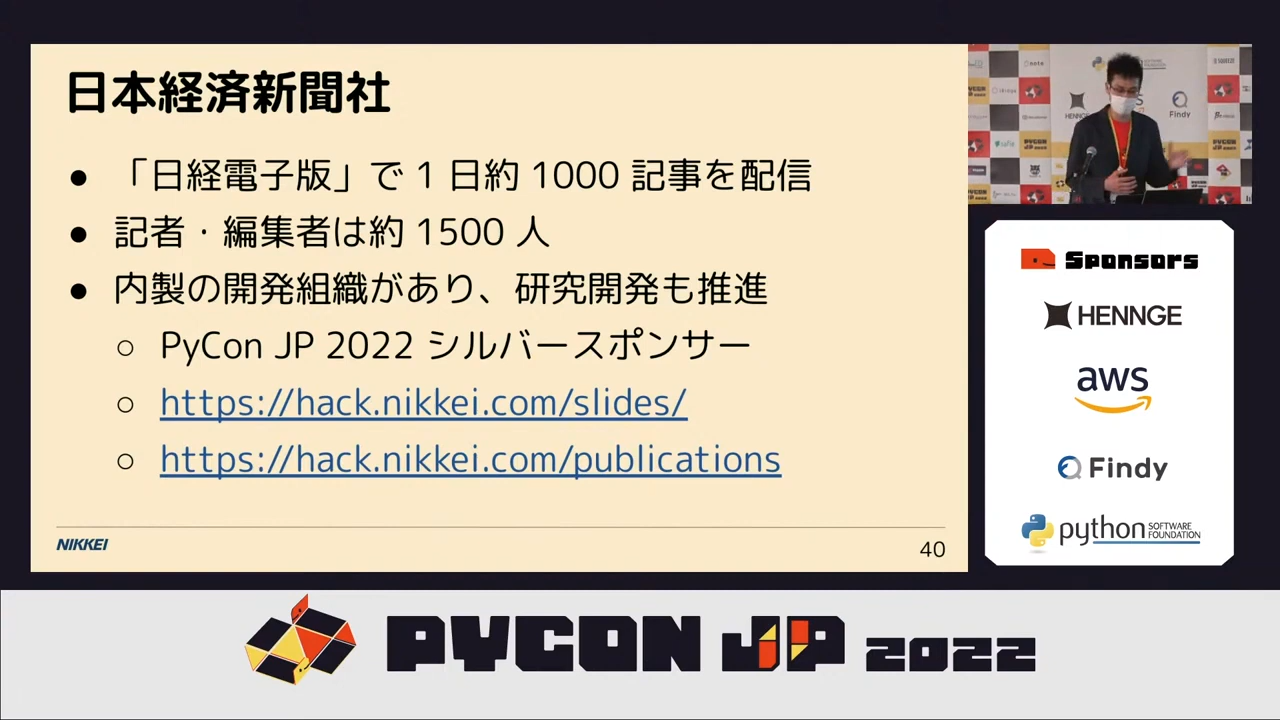 日本経済新聞社
● 「日経電子版」で 1 日約 1000 記事を配信
● 記者・編集者は約 1500 人
● 内製の開発組織があり、研究開発も推進
○ PyCon JP 2022 シルバースポンサー
○ https://hack.nikkei.com/slides/
○ https://hack.nikkei.com/publications
NIKKEI
40
HENNGE
Findy
Sponsors
HENNGE
aws
Findy
python SOFTWARE FOUNDATION
PYCON JP 2022